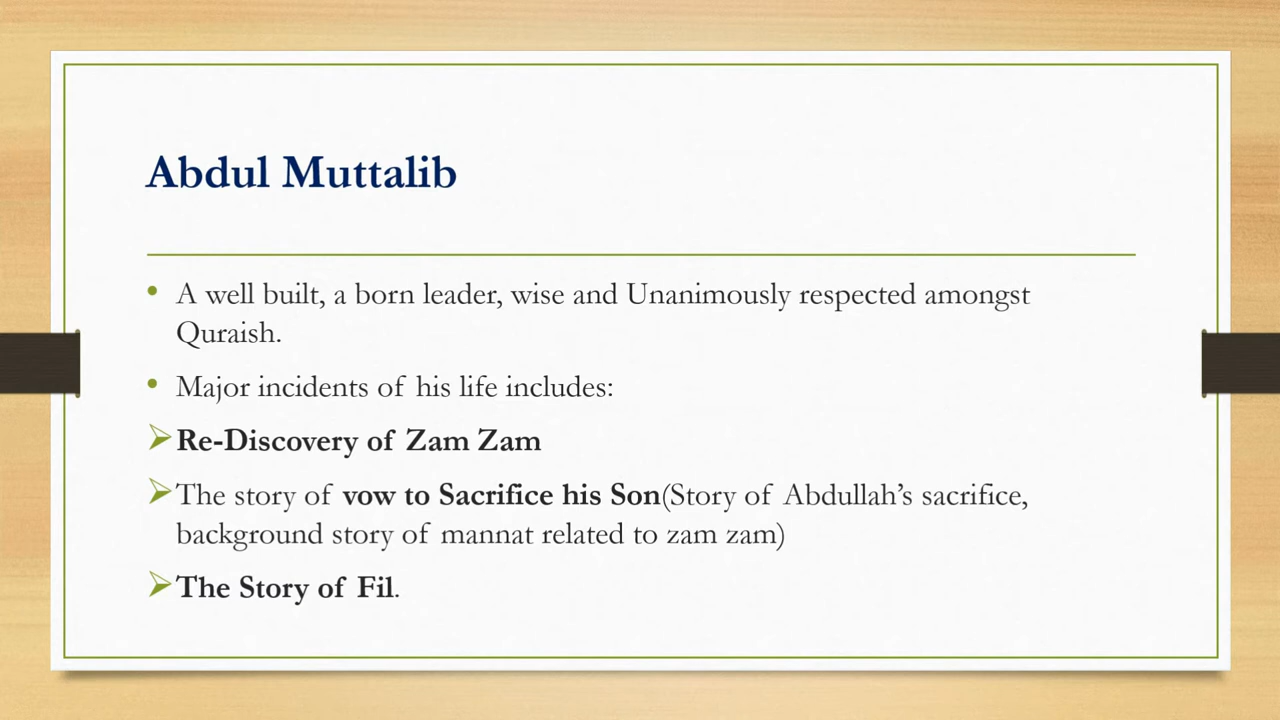 Abdul Muttalib
• A well built, a born leader, wise and Unanimously respected amongst
Quraish.
• Major incidents of his life includes:
➢Re-Discovery of Zam Zam
➢The story of vow to Sacrifice his Son(Story of Abdullah’s sacrifice,
background story of mannat related to zam zam)
➢The Story of Fil.